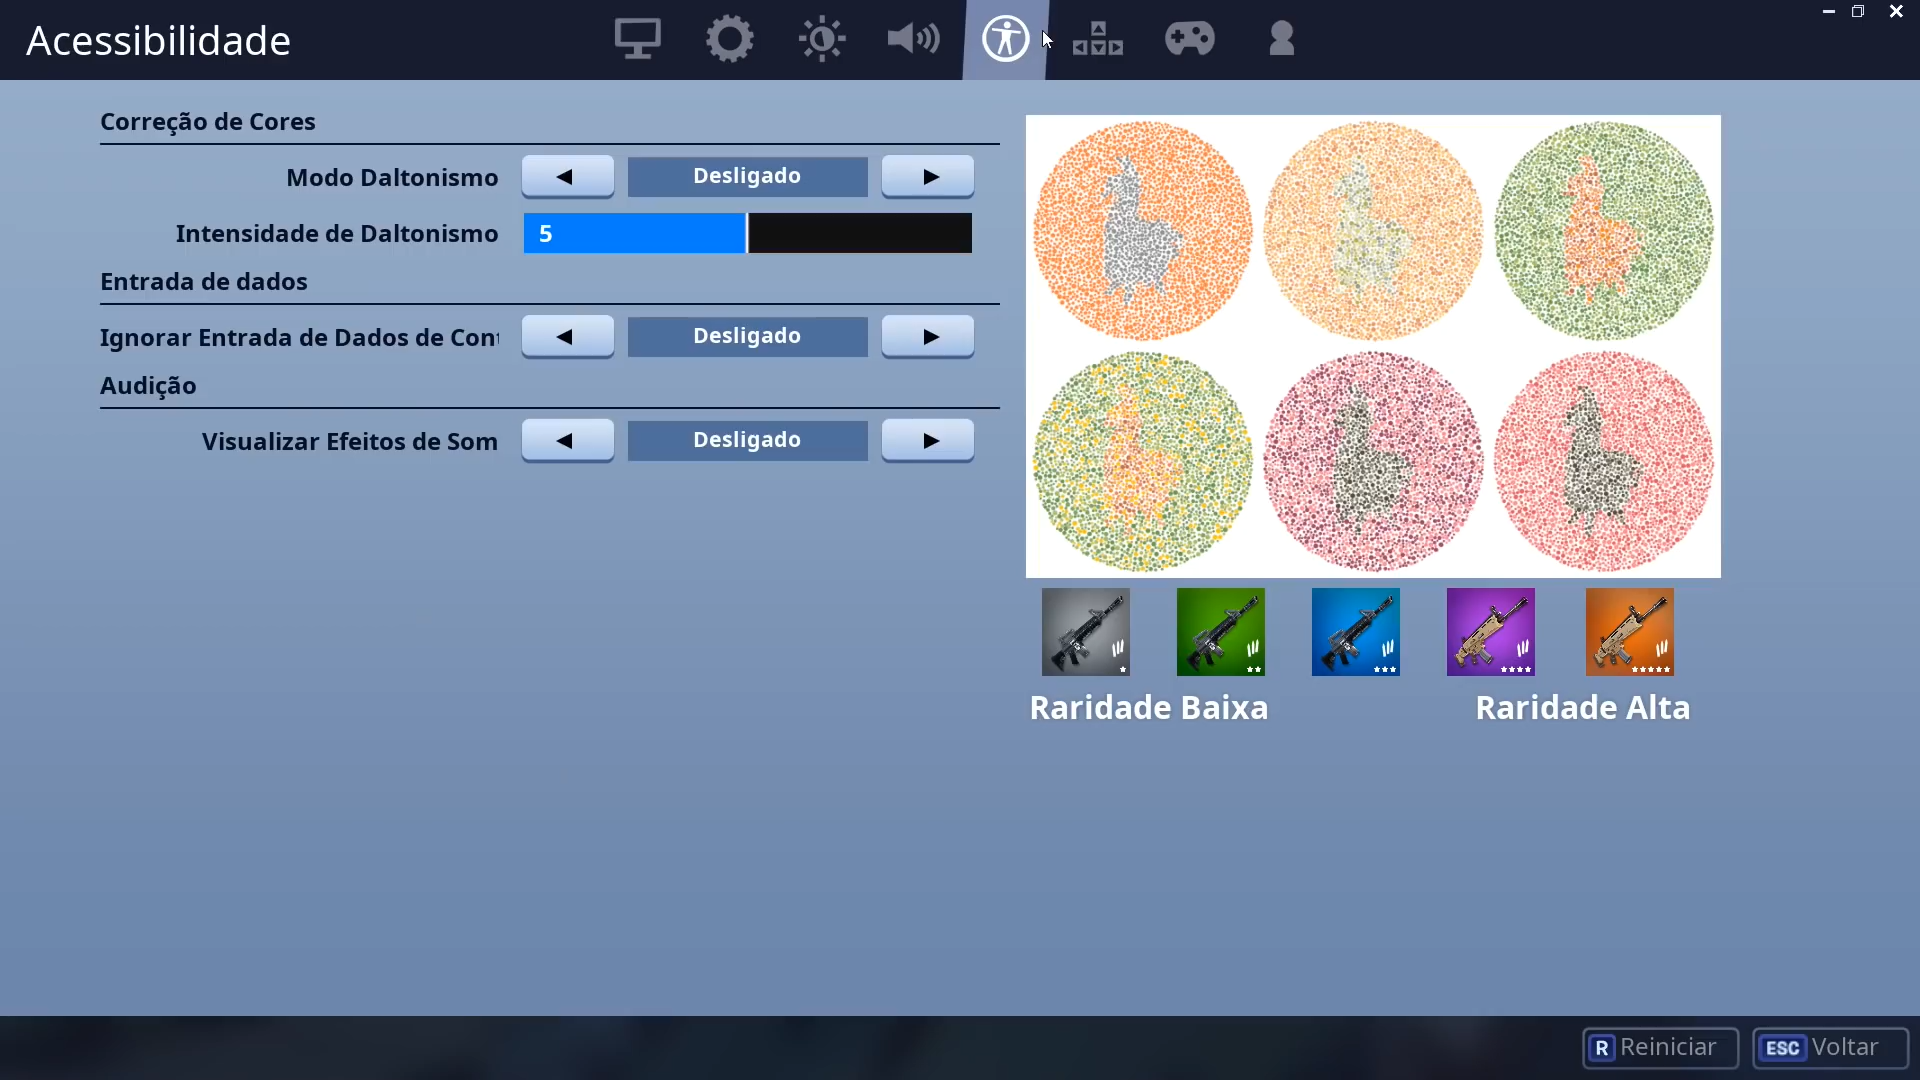 Acessibilidade
Correção de Cores
Modo Daltonismo
Desligado
Intensidade de Daltonismo
5
Entrada de dados
Ignorar Entrada de Dados de Cont
Desligado
Audição
Visualizar Efeitos de Som
Desligado
Raridade Baixa
Raridade Alta
R Reiniciar
ESC Voltar